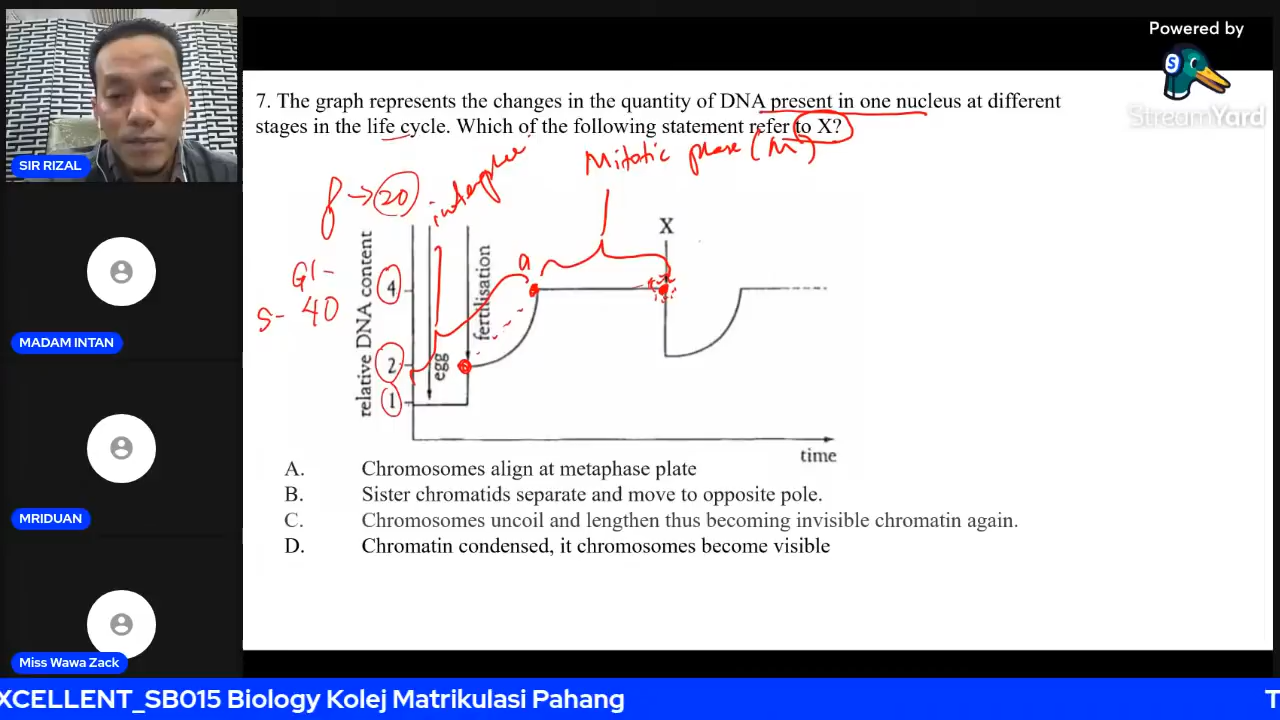 Powered by
StreamYard
7. The graph represents the changes in the quantity of DNA present in one nucleus at different
stages in the life cycle. Which of the following statement refer to X?
Mitotic phase (M)
interphase
→ 20
G1 -
S - 40
a
X
relative DNA content
4
2
1
egg
fertilisation
time
A. Chromosomes align at metaphase plate
B. Sister chromatids separate and move to opposite pole.
C. Chromosomes uncoil and lengthen thus becoming invisible chromatin again.
D. Chromatin condensed, it chromosomes become visible
SIR RIZAL
MADAM INTAN
MRIDUAN
Miss Wawa Zack
XCELLENT_SB015 Biology Kolej Matrikulasi Pahang
T